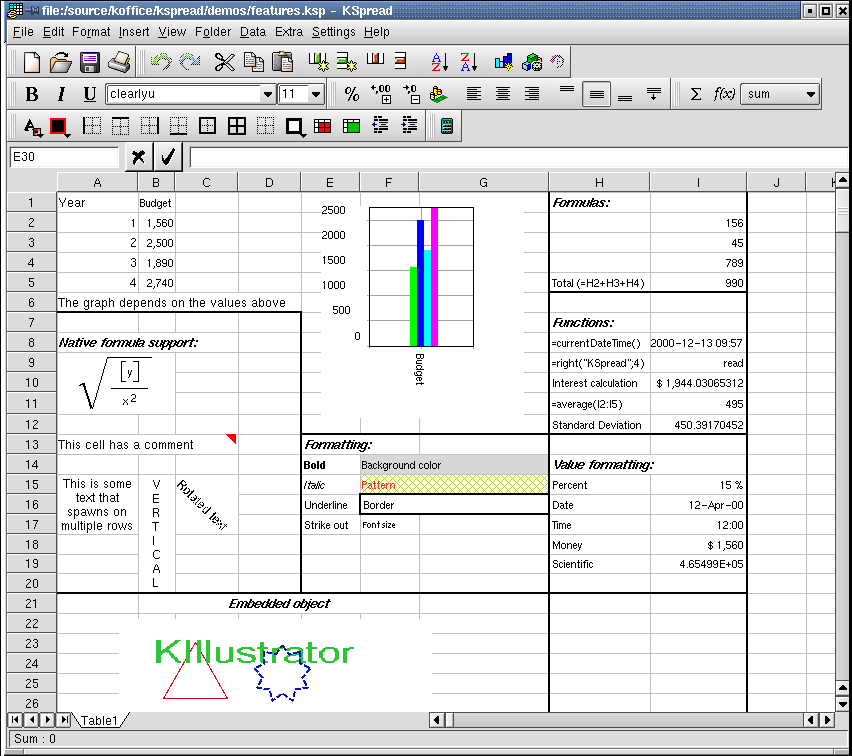 file:/source/koffice/kspread/demos/features.ksp - KSpread
File Edit Format Insert View Folder Data Extra Settings Help
B I U clearlyu 11 % Σ f(x) sum
E30
A B C D E F G H I J
1 Year Budget Formulas:
2 1 1,560 156
3 2 2,500 45
4 3 1,890 789
5 4 2,740 Total (=H2+H3+H4) 990
2500
2000
1500
1000
500
0
Budget
6 The graph depends on the values above
7 Functions:
8 Native formula support: =currentDateTime() 2000-12-13 09:57
9 [y] =right("KSpread";4) read
10 x 2 Interest calculation $ 1,944.03065312
11 =average(I2:I5) 495
12 Standard Deviation 450.39170452
13 This cell has a comment Formatting:
14 Bold Background color Value formatting:
15 Italic Pattern Percent 15 %
16 Underline Border Date 12-Apr-00
17 Strike out Font size Time 12:00
18 Money $ 1,560
19 Scientific 4.65499E+05
This is some
text that
spawns on
multiple rows
VERTICAL
Rotated text
20
21 Embedded object
22
23 KIllustrator
24
25
26
Table1
Sum : 0